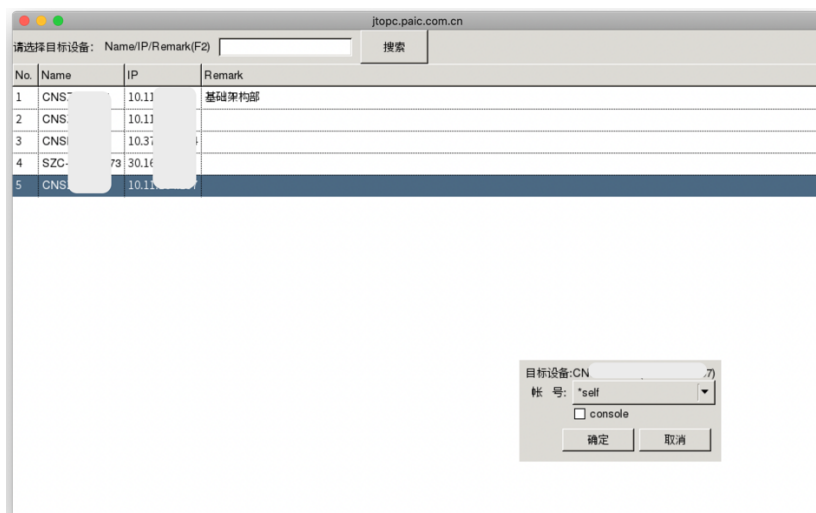 jtopc.paic.com.cn
请选择目标设备: Name/IP/Remark(F2) 搜索
No. Name IP Remark
1 CNS 10.11 基础架构部
2 CNS 10.11
3 CNS 10.37
4 SZC- 73 30.16
5 CNS 10.11
目标设备:CN 7)
帐 号: *self
console
确定 取消